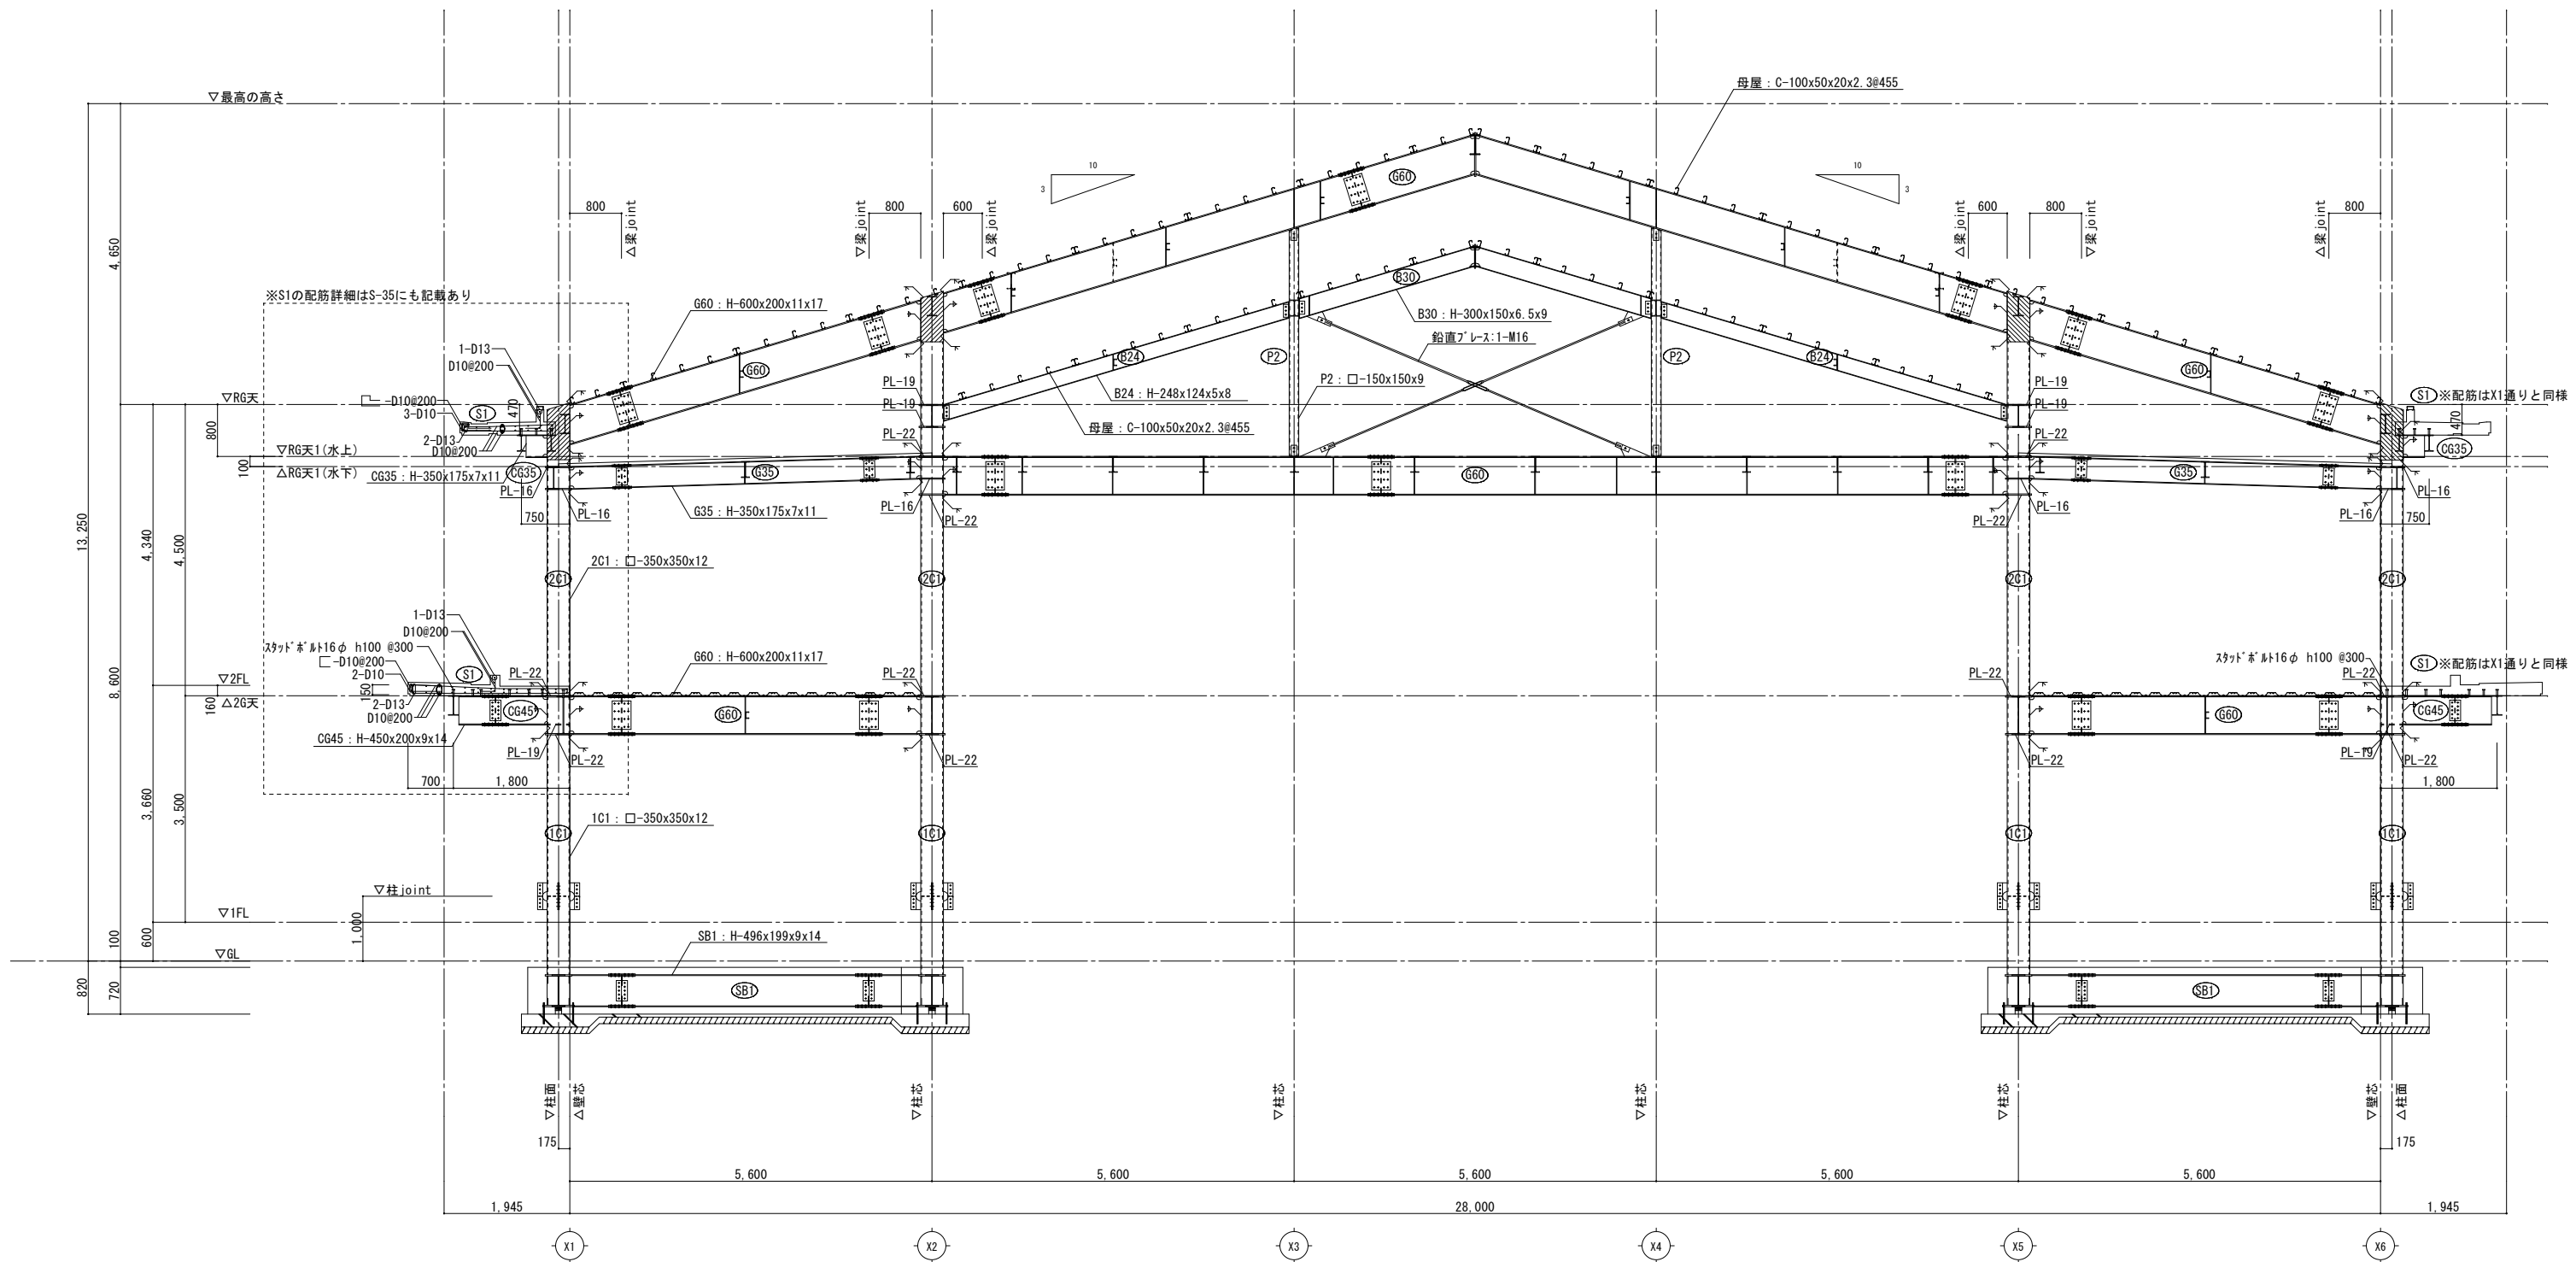 ▽最高の高さ
母屋：C-100x50x20x2.3@455
10
3
10
3
G60
800
△梁joint
▽梁joint
800
600
△梁joint
△梁joint
600
800
▽梁joint
△梁joint
800
4,650
※S1の配筋詳細はS-35にも記載あり
G60：H-600x200x11x17
B30
B30：H-300x150x6.5x9
鉛直ﾌﾞﾚｰｽ:1-M16
1-D13
D10@200
G60
B24
P2
P2
B24
G60
P2：□-150x150x9
B24：H-248x124x5x8
母屋：C-100x50x20x2.3@455
▽RG天
-D10@200
3-D10
S1
470
2-D13
D10@200
800
PL-19
PL-19
PL-22
PL-19
PL-19
PL-22
S1 ※配筋はX1通りと同様
470
CG35
▽RG天1(水上)
△RG天1(水下)
100
CG35：H-350x175x7x11
CG35
PL-16
750
PL-16
G35
G35：H-350x175x7x11
PL-16
PL-22
G60
PL-22
PL-16
G35
PL-16
PL-16
750
13,250
4,340
4,500
2C1：□-350x350x12
2C1
2C1
2C1
2C1
1-D13
D10@200
ｽﾀｯﾄﾞﾎﾞﾙﾄ16φ h100 @300
-D10@200
2-D10
S1
PL-22
G60：H-600x200x11x17
PL-22
PL-22
ｽﾀｯﾄﾞﾎﾞﾙﾄ16φ h100 @300
PL-22
S1 ※配筋はX1通りと同様
8,600
▽2FL
△2G天
160
150
2-D13
D10@200
CG45
G60
G60
CG45
CG45：H-450x200x9x14
PL-19
PL-22
PL-22
PL-22
PL-19
PL-22
700
1,800
1,800
3,660
3,500
1C1：□-350x350x12
1C1
1C1
1C1
1C1
▽柱joint
1,000
▽1FL
100
600
▽GL
SB1：H-496x199x9x14
820
720
SB1
SB1
▽柱面
△壁芯
▽柱芯
▽柱芯
▽柱芯
▽柱芯
▽壁芯
△柱面
175
175
5,600
5,600
5,600
5,600
5,600
1,945
28,000
1,945
X1
X2
X3
X4
X5
X6